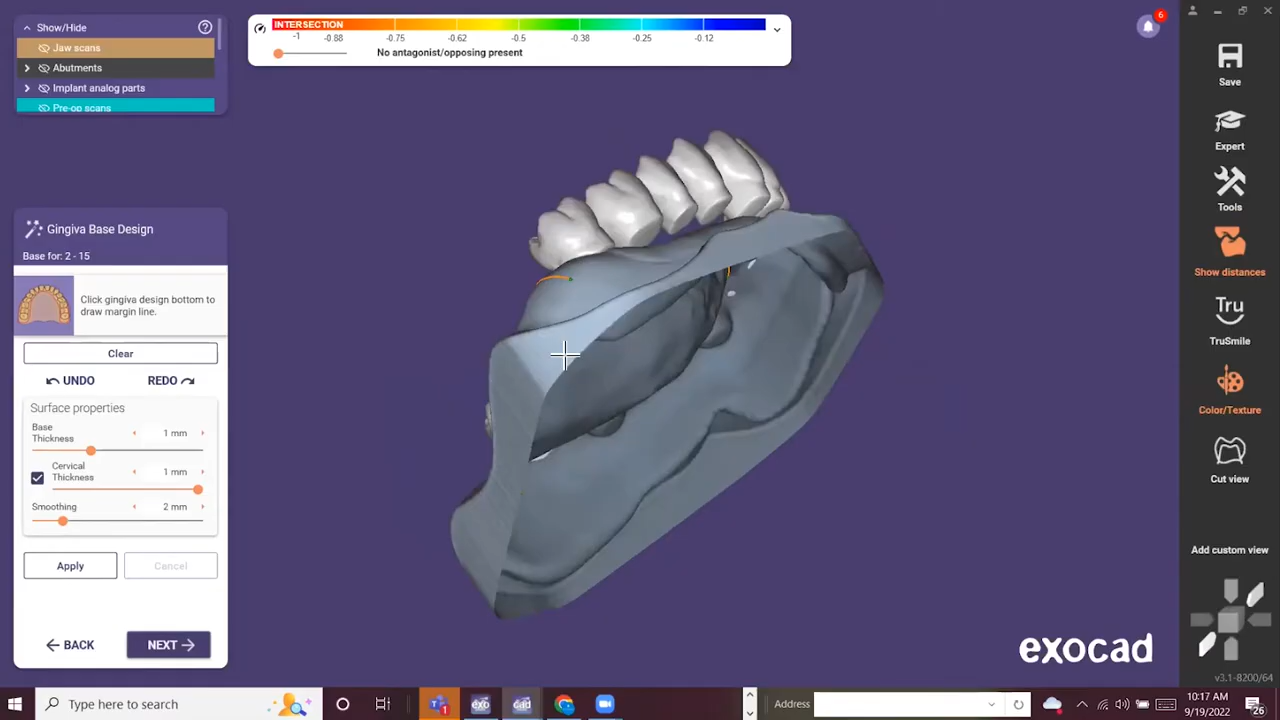 Show/Hide
Jaw scans
Abutments
Implant analog parts
Pre-op scans
INTERSECTION
-1 -0.88 -0.75 -0.62 -0.5 -0.38 -0.25 -0.12
No antagonist/opposing present
6
Save
Expert
Tools
Show distances
Tru
TruSmile
Color/Texture
Cut view
Add custom view
Gingiva Base Design
Base for: 2 - 15
Click gingiva design bottom to
draw margin line.
Clear
UNDO REDO
Surface properties
Base
Thickness
1 mm
Cervical
Thickness
1 mm
Smoothing 2 mm
Apply Cancel
BACK NEXT
exocad
v3.1-8200/64
Type here to search
1
exo
cad
Address
10:17 AM
9/19/2022
26